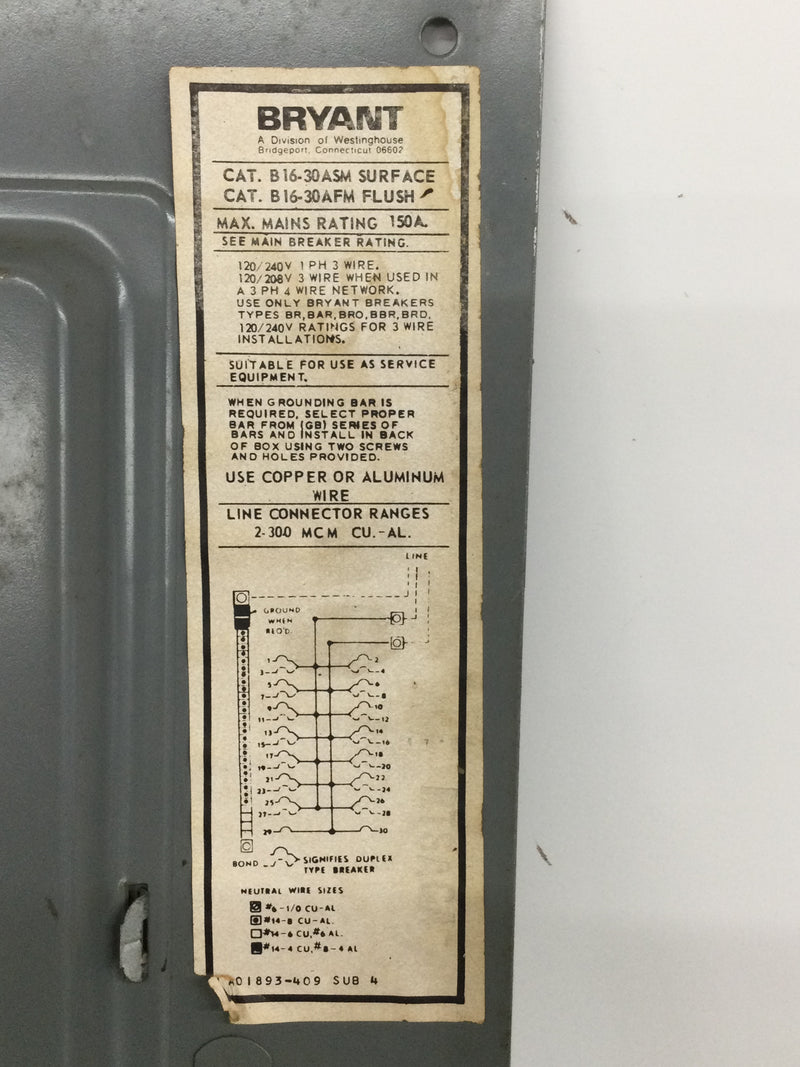 BRYANT
A Division of Westinghouse
Bridgeport, Connecticut 06602
CAT. B16-30ASM SURFACE
CAT. B16-30AFM FLUSH
MAX. MAINS RATING 150A.
SEE MAIN BREAKER RATING.
120/240V 1 PH 3 WIRE.
120/208V 3 WIRE WHEN USED IN
A 3 PH 4 WIRE NETWORK.
USE ONLY BRYANT BREAKERS
TYPES BR,BAR,BRO,BBR,BRD.
120/240V RATINGS FOR 3 WIRE
INSTALLATIONS.
SUITABLE FOR USE AS SERVICE
EQUIPMENT.
WHEN GROUNDING BAR IS
REQUIRED, SELECT PROPER
BAR FROM (GB) SERIES OF
BARS AND INSTALL IN BACK
OF BOX USING TWO SCREWS
AND HOLES PROVIDED.
USE COPPER OR ALUMINUM
WIRE
LINE CONNECTOR RANGES
2-300 MCM CU.-AL.
LINE
GROUND
WHEN
REQ'D.
1 2
3 4
5 6
7 8
9 10
11 12
13 14
15 16
17 18
19 20
21 22
23 24
25 26
27 28
29 30
BOND
SIGNIFIES DUPLEX
TYPE BREAKER
NEUTRAL WIRE SIZES
#6-1/0 CU-AL
#14-8 CU-AL.
#14-6 CU,#6 AL.
#14-4 CU,#8-4 AL
A01893-409 SUB 4